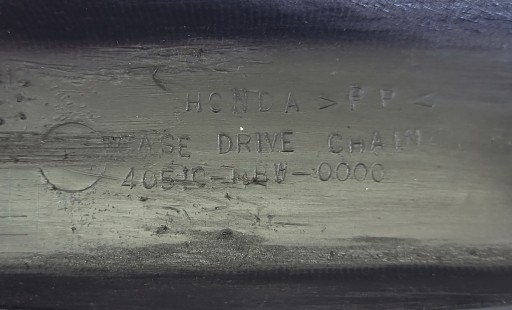 HONDA >PP<
CASE DRIVE CHAIN